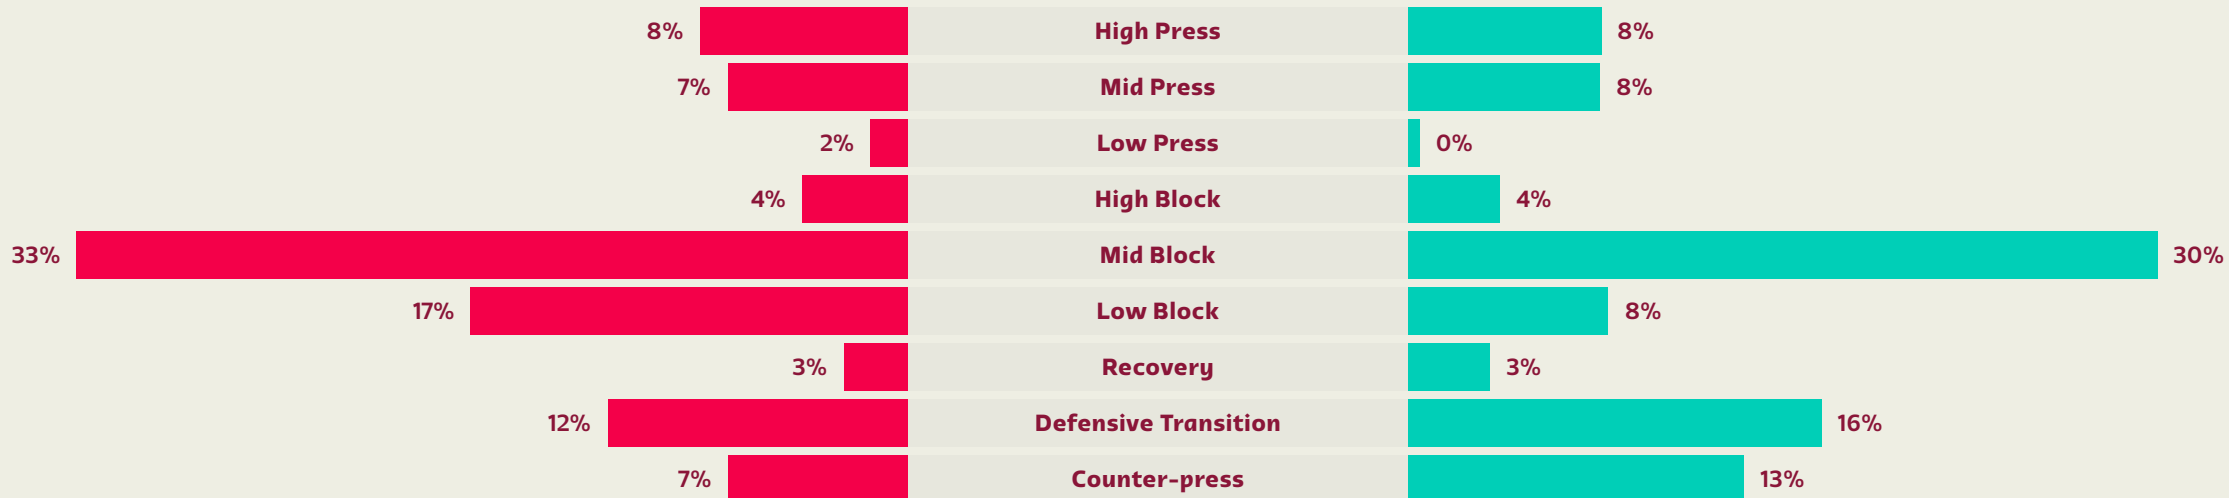 8% High Press 8%
7% Mid Press 8%
2% Low Press 0%
4% High Block 4%
33% Mid Block 30%
17% Low Block 8%
3% Recovery 3%
12% Defensive Transition 16%
7% Counter-press 13%